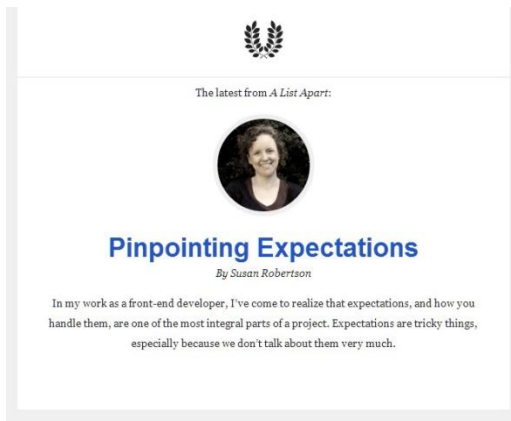 The latest from A List Apart:
Pinpointing Expectations
By Susan Robertson
In my work as a front-end developer, I've come to realize that expectations, and how you
handle them, are one of the most integral parts of a project. Expectations are tricky things,
especially because we don't talk about them very much.